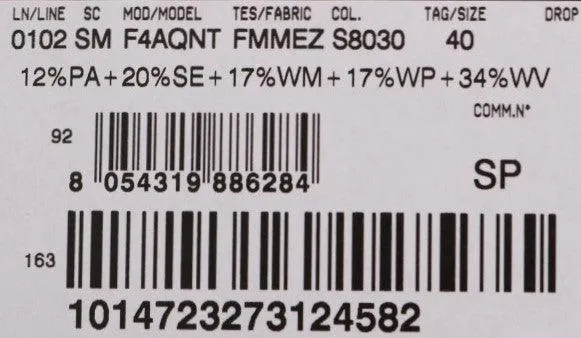 LN/LINE SC MOD/MODEL TES/FABRIC COL. TAG/SIZE DROP
0102 SM F4AQNT FMMEZ S8030 40
12%PA+20%SE+17%WM+17%WP+34%WV
COMM.N°
92
8 054319 886284
SP
163
1014723273124582